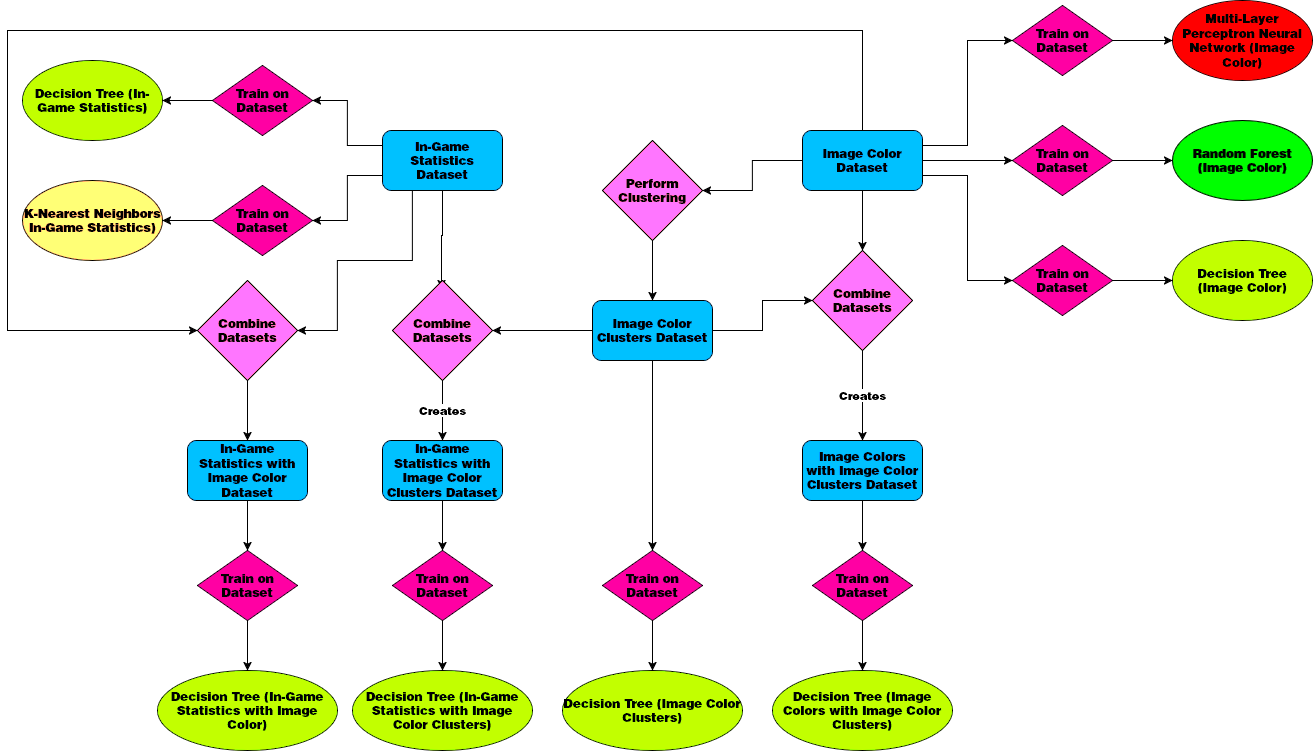 Multi-Layer
Perceptron Neural
Network (Image
Color)
Train on
Dataset
Decision Tree (In-
Game Statistics)
Train on
Dataset
In-Game
Statistics
Dataset
Image Color
Dataset
Train on
Dataset
Random Forest
(Image Color)
Perform
Clustering
K-Nearest Neighbors
In-Game Statistics)
Train on
Dataset
Train on
Dataset
Decision Tree
(Image Color)
Combine
Datasets
Combine
Datasets
Image Color
Clusters Dataset
Combine
Datasets
Creates
Creates
In-Game
Statistics with
Image Color
Dataset
In-Game
Statistics with
Image Color
Clusters Dataset
Image Colors
with Image Color
Clusters Dataset
Train on
Dataset
Train on
Dataset
Train on
Dataset
Train on
Dataset
Decision Tree (In-Game
Statistics with Image
Color)
Decision Tree (In-Game
Statistics with Image
Color Clusters)
Decision Tree (Image Color
Clusters)
Decision Tree (Image
Colors with Image Color
Clusters)